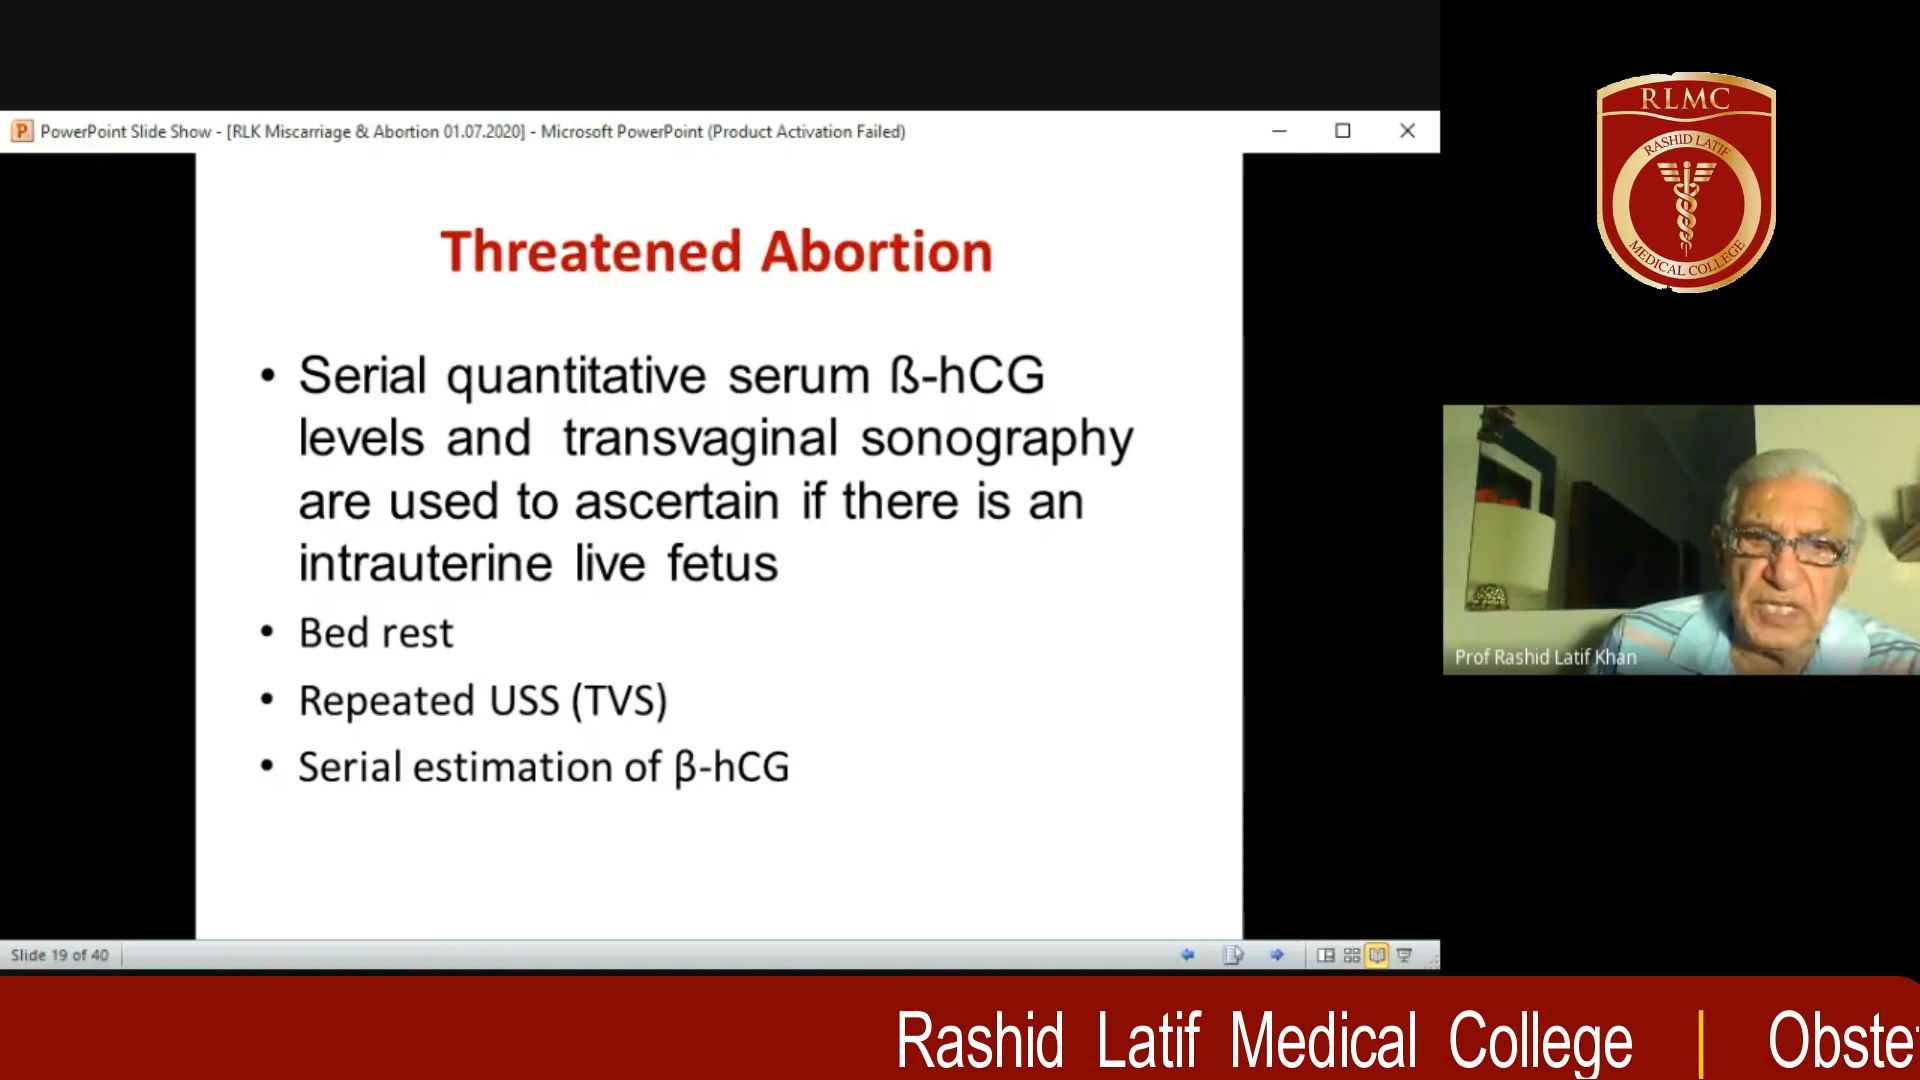 PowerPoint Slide Show - [RLK Miscarriage & Abortion 01.07.2020] - Microsoft PowerPoint (Product Activation Failed)
Threatened Abortion
• Serial quantitative serum ß-hCG
levels and transvaginal sonography
are used to ascertain if there is an
intrauterine live fetus
• Bed rest
• Repeated USS (TVS)
• Serial estimation of β-hCG
Slide 19 of 40
RLMC
RASHID LATIF
MEDICAL COLLEGE
Prof Rashid Latif Khan
Rashid Latif Medical College | Obste